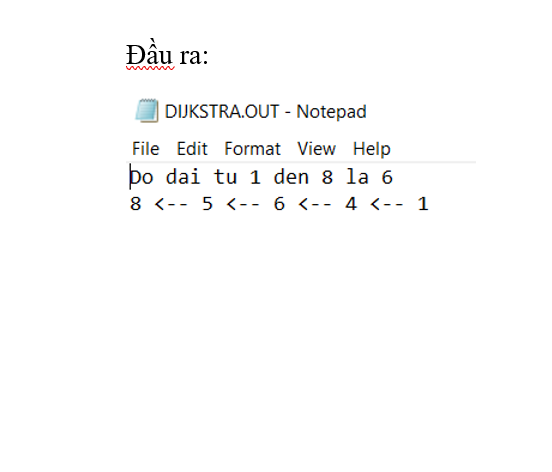 Đầu ra:
DIJKSTRA.OUT - Notepad
File Edit Format View Help
Do dai tu 1 den 8 la 6
8 <-- 5 <-- 6 <-- 4 <-- 1